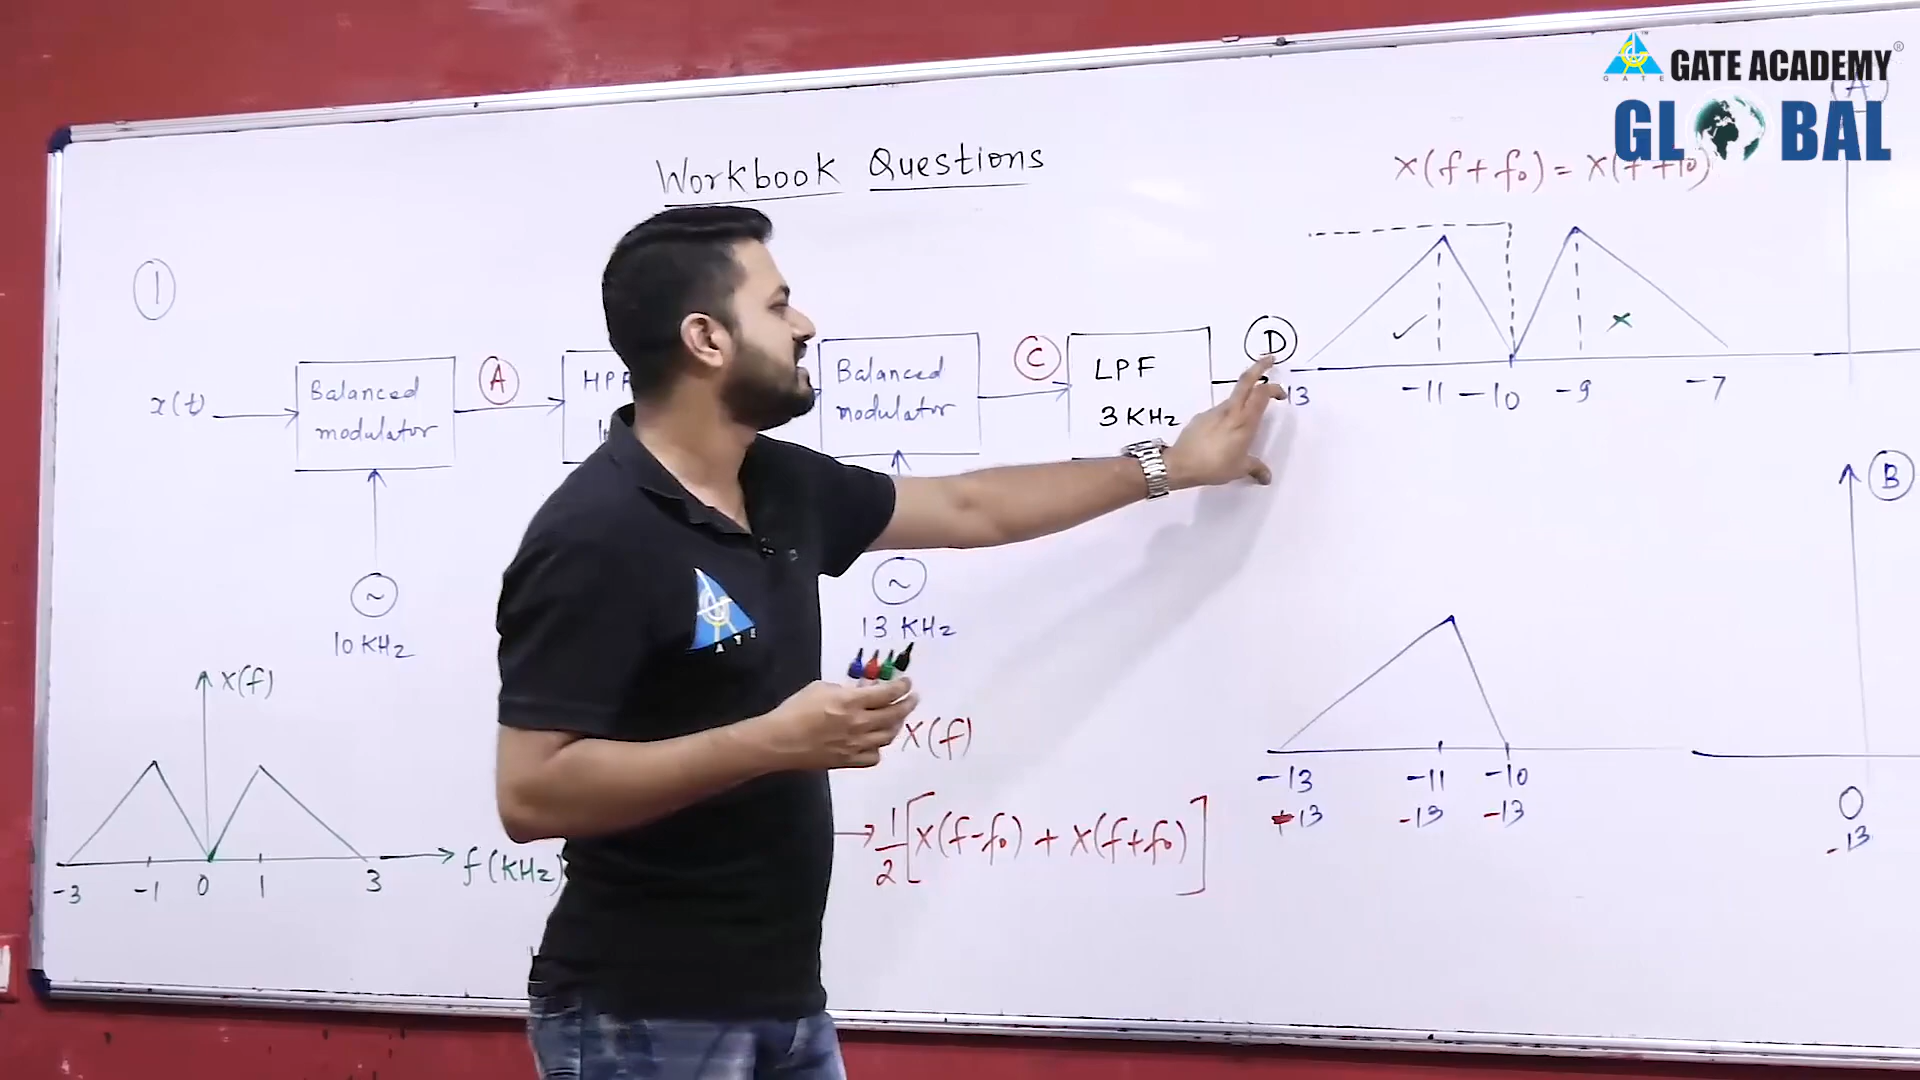 GATE ACADEMY
GLOBAL
GATE
Workbook Questions
X(f+f₀) = X(f+10)
A
1
x(t)
Balanced
modulator
A
HPF
Balanced
modulator
C
LPF
3 KHz
D
-11 -10 -9 -7
B
10 KHz
13 KHz
X(f)
X(f)
1/2 [X(f-f₀) + X(f+f₀)]
-3 -1 0 1 3 f(KHz)
-13 -11 -10 0
+13 -13 -13 -13